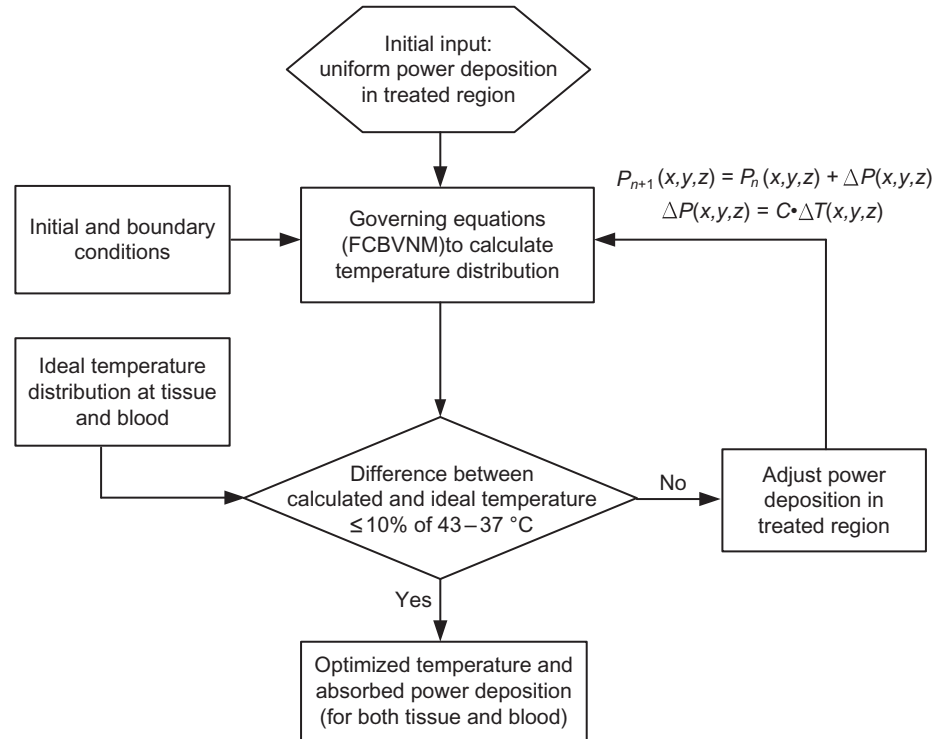 Initial input:
uniform power deposition
in treated region
P_{n+1}(x,y,z) = P_n(x,y,z) + ΔP(x,y,z)
ΔP(x,y,z) = C•ΔT(x,y,z)
Initial and boundary
conditions
Governing equations
(FCBVNM)to calculate
temperature distribution
Ideal temperature
distribution at tissue
and blood
Difference between
calculated and ideal temperature
≤ 10% of 43–37 °C
No
Adjust power
deposition in
treated region
Yes
Optimized temperature and
absorbed power deposition
(for both tissue and blood)